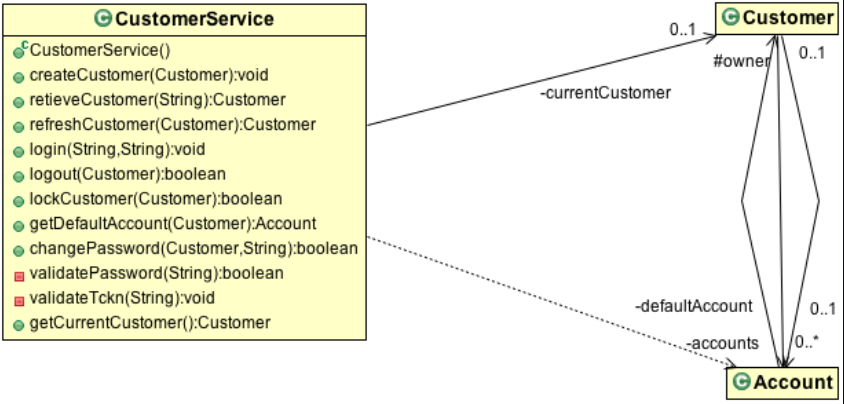 CustomerService
CustomerService()
createCustomer(Customer):void
retieveCustomer(String):Customer
refreshCustomer(Customer):Customer
login(String,String):void
logout(Customer):boolean
lockCustomer(Customer):boolean
getDefaultAccount(Customer):Account
changePassword(Customer,String):boolean
validatePassword(String):boolean
validateTckn(String):void
getCurrentCustomer():Customer
0..1
-currentCustomer
Customer
#owner
0..1
-defaultAccount
0..1
-accounts
0..*
Account